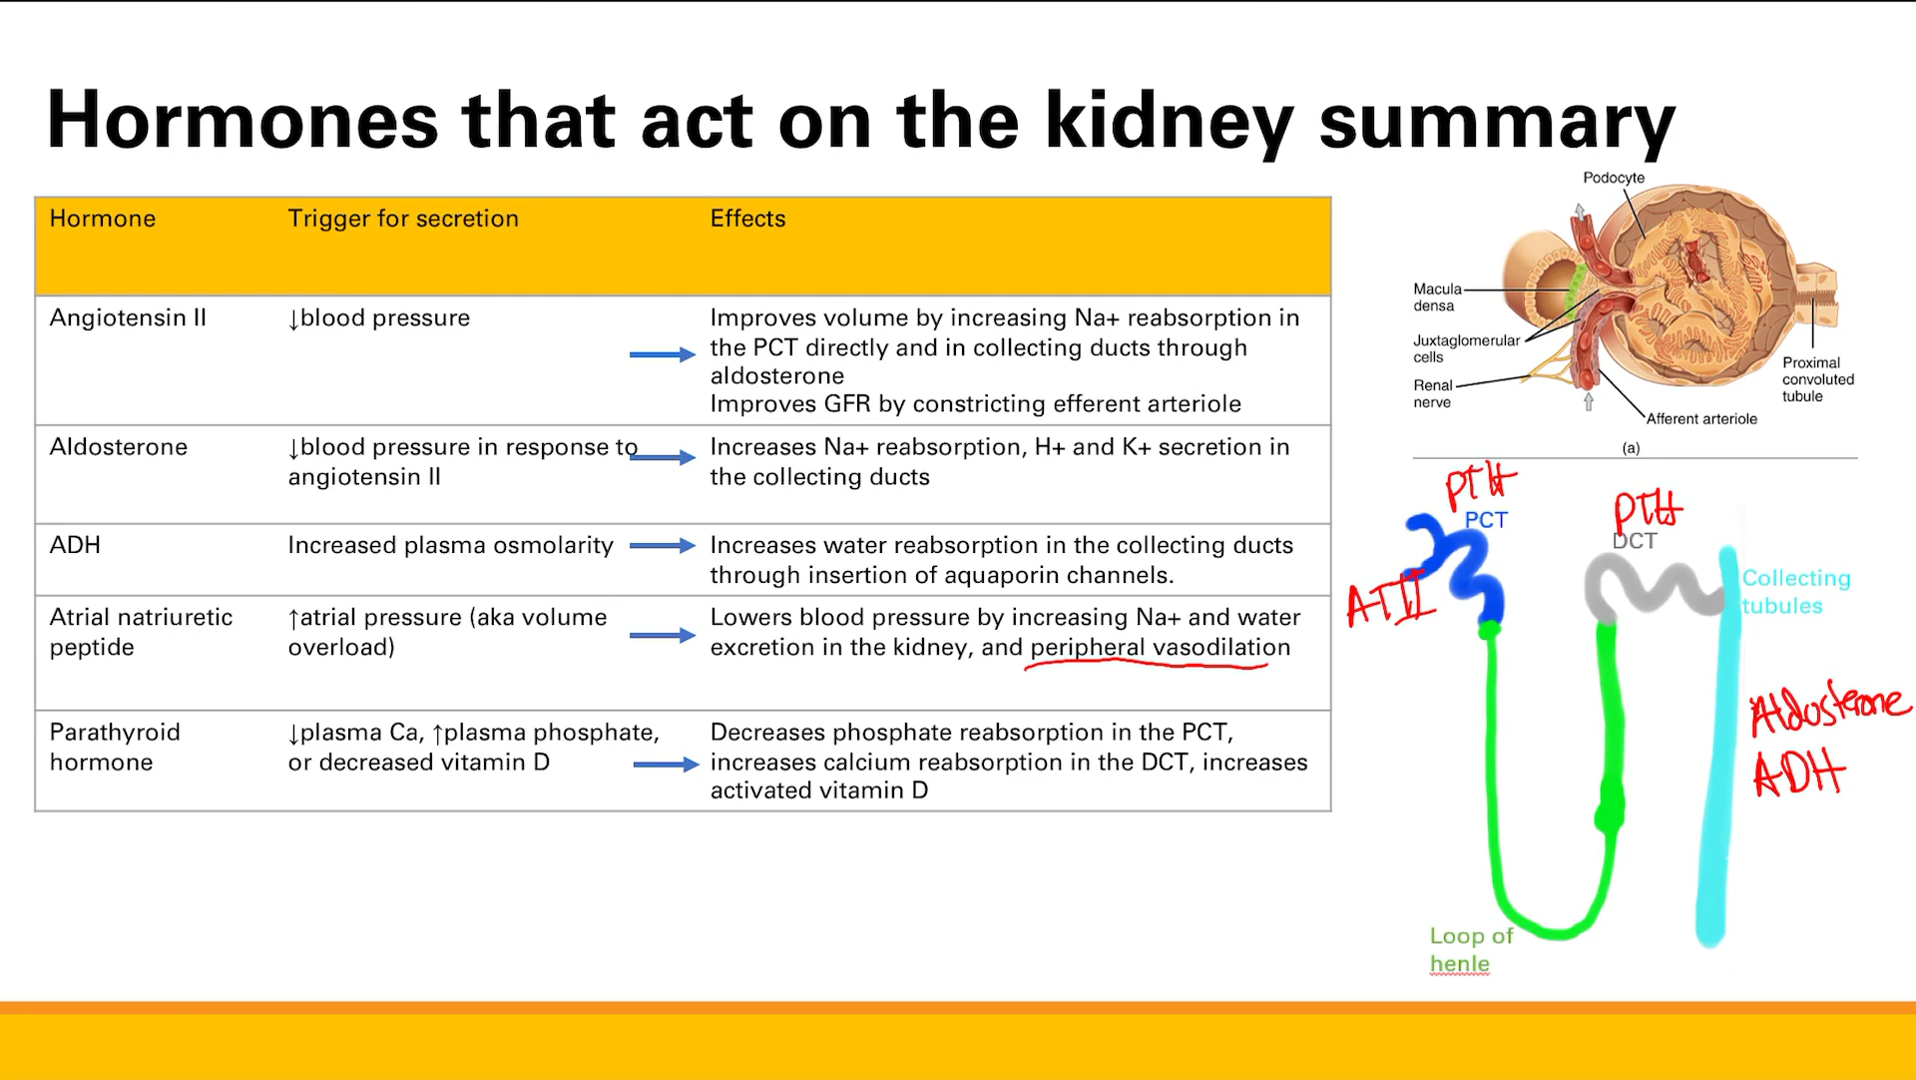 Hormones that act on the kidney summary
Hormone
Trigger for secretion
Effects
Angiotensin II
↓blood pressure
Improves volume by increasing Na+ reabsorption in
the PCT directly and in collecting ducts through
aldosterone
Improves GFR by constricting efferent arteriole
Aldosterone
↓blood pressure in response to
angiotensin II
Increases Na+ reabsorption, H+ and K+ secretion in
the collecting ducts
ADH
Increased plasma osmolarity
Increases water reabsorption in the collecting ducts
through insertion of aquaporin channels.
Atrial natriuretic
peptide
↑atrial pressure (aka volume
overload)
Lowers blood pressure by increasing Na+ and water
excretion in the kidney, and peripheral vasodilation
Parathyroid
hormone
↓plasma Ca, ↑plasma phosphate,
or decreased vitamin D
Decreases phosphate reabsorption in the PCT,
increases calcium reabsorption in the DCT, increases
activated vitamin D
Podocyte
Macula
densa
Juxtaglomerular
cells
Renal
nerve
Proximal
convoluted
tubule
Afferent arteriole
(a)
PTH
PCT
PTH
DCT
ATII
Collecting
tubules
Aldosterone
ADH
Loop of
henle